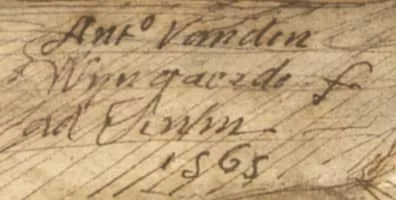 Antº Vanden
Wyngaerde f.
ad vivum.
1565